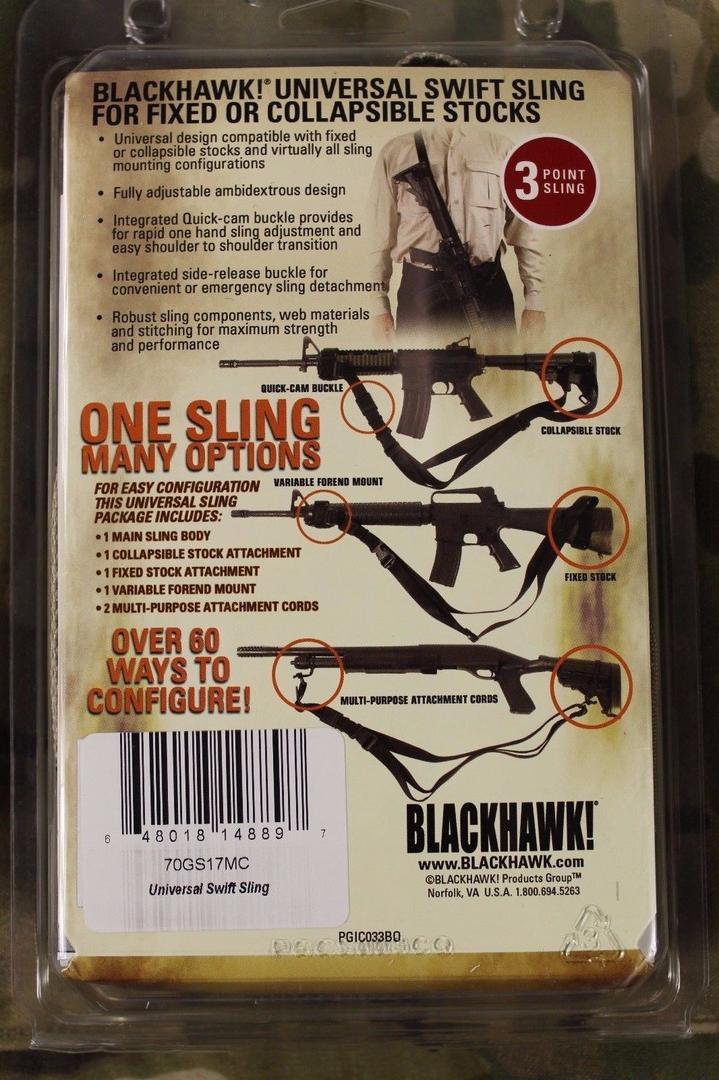 BLACKHAWK!® UNIVERSAL SWIFT SLING
FOR FIXED OR COLLAPSIBLE STOCKS
• Universal design compatible with fixed
or collapsible stocks and virtually all sling
mounting configurations
• Fully adjustable ambidextrous design
• Integrated Quick-cam buckle provides
for rapid one hand sling adjustment and
easy shoulder to shoulder transition
• Integrated side-release buckle for
convenient or emergency sling detachment
• Robust sling components, web materials
and stitching for maximum strength
and performance
3 POINT
SLING
QUICK-CAM BUCKLE
COLLAPSIBLE STOCK
ONE SLING
MANY OPTIONS
FOR EASY CONFIGURATION
THIS UNIVERSAL SLING
PACKAGE INCLUDES:
• 1 MAIN SLING BODY
• 1 COLLAPSIBLE STOCK ATTACHMENT
• 1 FIXED STOCK ATTACHMENT
• 1 VARIABLE FOREND MOUNT
• 2 MULTI-PURPOSE ATTACHMENT CORDS
VARIABLE FOREND MOUNT
FIXED STOCK
OVER 60
WAYS TO
CONFIGURE!
MULTI-PURPOSE ATTACHMENT CORDS
6 48018 14889 7
70GS17MC
Universal Swift Sling
BLACKHAWK!®
www.BLACKHAWK.com
©BLACKHAWK! Products Group™
Norfolk, VA U.S.A. 1.800.694.5263
PGIC033BO